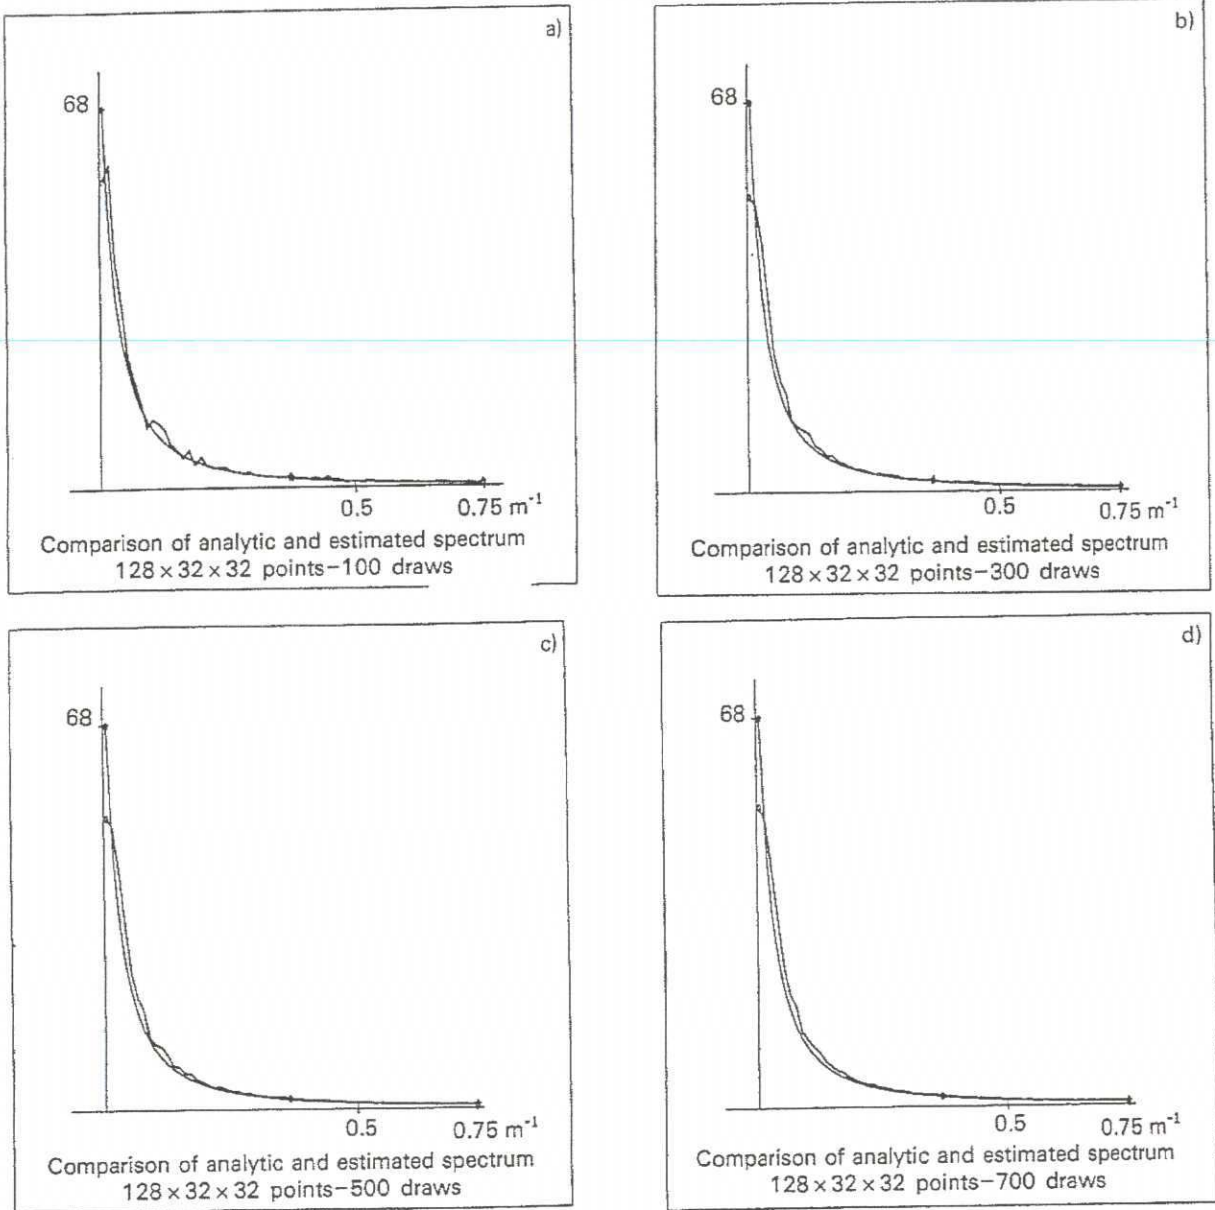 a)
68
0.5
0.75 m⁻¹
Comparison of analytic and estimated spectrum
128×32×32 points–100 draws
b)
68
0.5
0.75 m⁻¹
Comparison of analytic and estimated spectrum
128×32×32 points–300 draws
c)
68
0.5
0.75 m⁻¹
Comparison of analytic and estimated spectrum
128×32×32 points–500 draws
d)
68
0.5
0.75 m⁻¹
Comparison of analytic and estimated spectrum
128×32×32 points–700 draws